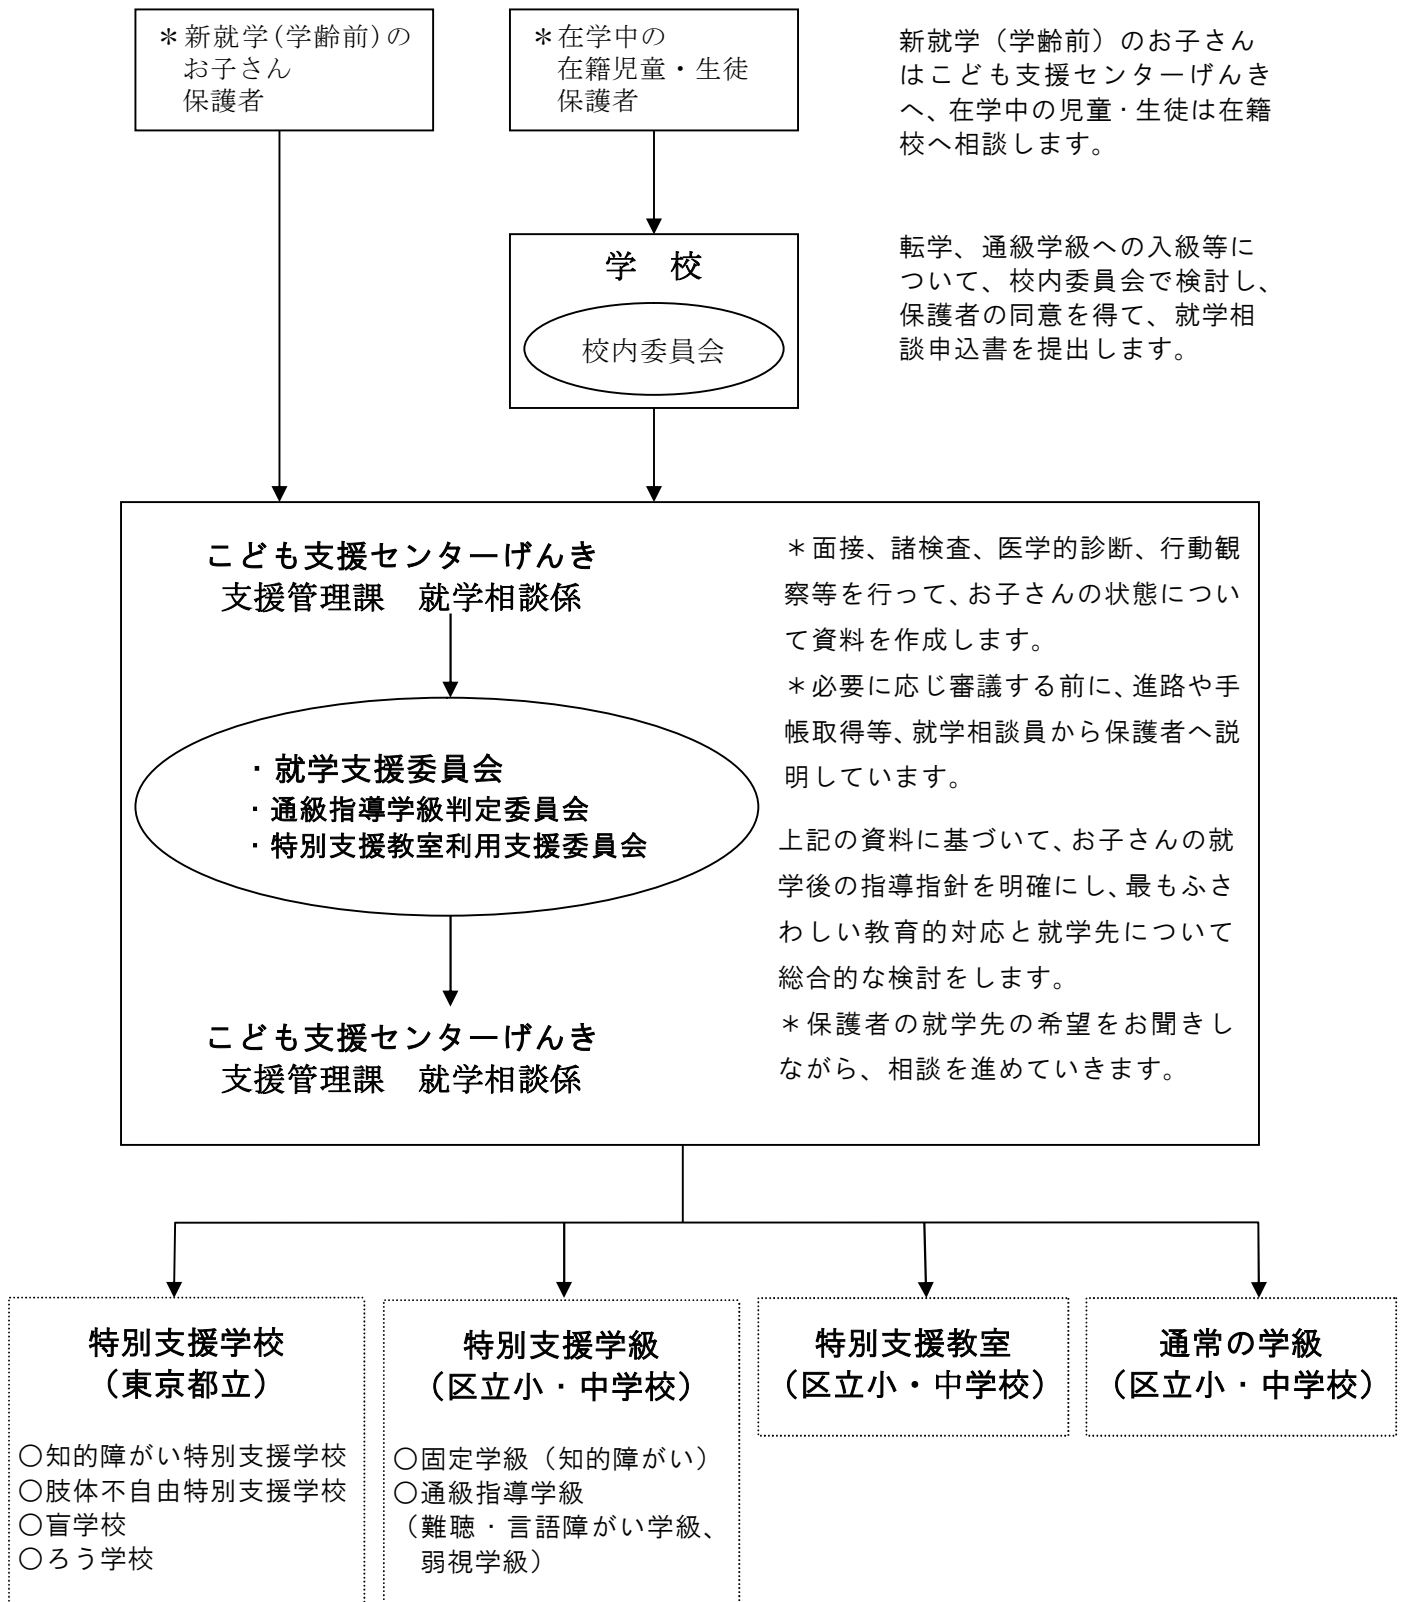 ＊新就学(学齢前)の
お子さん
保護者
＊在学中の
在籍児童・生徒
保護者
新就学（学齢前）のお子さん
はこども支援センターげんき
へ、在学中の児童・生徒は在籍
校へ相談します。
学　校
校内委員会
転学、通級学級への入級等に
ついて、校内委員会で検討し、
保護者の同意を得て、就学相
談申込書を提出します。
こども支援センターげんき
支援管理課　就学相談係
・就学支援委員会
・通級指導学級判定委員会
・特別支援教室利用支援委員会
こども支援センターげんき
支援管理課　就学相談係
＊面接、諸検査、医学的診断、行動観
察等を行って、お子さんの状態につい
て資料を作成します。
＊必要に応じ審議する前に、進路や手
帳取得等、就学相談員から保護者へ説
明しています。
上記の資料に基づいて、お子さんの就
学後の指導指針を明確にし、最もふさ
わしい教育的対応と就学先について
総合的な検討をします。
＊保護者の就学先の希望をお聞きし
ながら、相談を進めていきます。
特別支援学校
（東京都立）
○知的障がい特別支援学校
○肢体不自由特別支援学校
○盲学校
○ろう学校
特別支援学級
（区立小・中学校）
○固定学級（知的障がい）
○通級指導学級
（難聴・言語障がい学級、
弱視学級）
特別支援教室
（区立小・中学校）
通常の学級
（区立小・中学校）